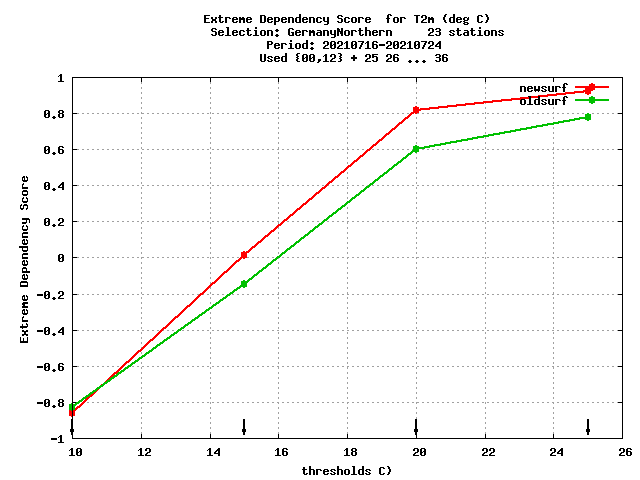 Extreme Dependency Score  for T2m (deg C)
Selection: GermanyNorthern     23 stations
Period: 20210716-20210724
Used {00,12} + 25 26 ... 36
newsurf
oldsurf
1
0.8
0.6
0.4
0.2
0
-0.2
-0.4
-0.6
-0.8
-1
Extreme Dependency Score
10 12 14 16 18 20 22 24 26
thresholds C)